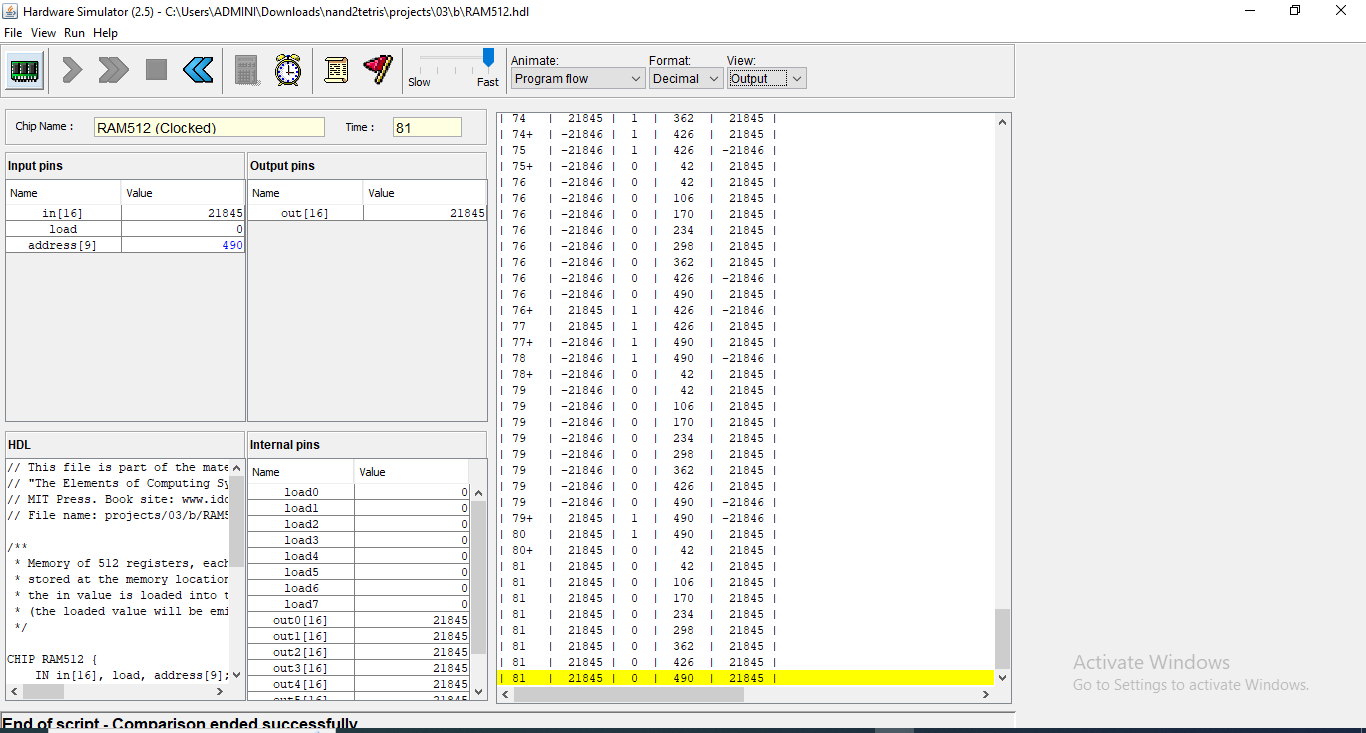 Hardware Simulator (2.5) - C:\Users\ADMINI\Downloads\nand2tetris\projects\03\b\RAM512.hdl
File View Run Help
Slow Fast
Animate: Format: View:
Program flow Decimal Output
Chip Name : RAM512 (Clocked) Time : 81
Input pins
Name Value
in[16] 21845
load 0
address[9] 490
Output pins
Name Value
out[16] 21845
HDL
// This file is part of the mate
// "The Elements of Computing Sy
// MIT Press. Book site: www.idc
// File name: projects/03/b/RAM5
/**
* Memory of 512 registers, each
* stored at the memory location
* the in value is loaded into t
* (the loaded value will be emi
*/
CHIP RAM512 {
IN in[16], load, address[9];
Internal pins
Name Value
load0 0
load1 0
load2 0
load3 0
load4 0
load5 0
load6 0
load7 0
out0[16] 21845
out1[16] 21845
out2[16] 21845
out3[16] 21845
out4[16] 21845
out5[16] 21845
| 74 | 21845 | 1 | 362 | 21845 |
| 74+ | -21846 | 1 | 426 | 21845 |
| 75 | -21846 | 1 | 426 | -21846 |
| 75+ | -21846 | 0 | 42 | 21845 |
| 76 | -21846 | 0 | 42 | 21845 |
| 76 | -21846 | 0 | 106 | 21845 |
| 76 | -21846 | 0 | 170 | 21845 |
| 76 | -21846 | 0 | 234 | 21845 |
| 76 | -21846 | 0 | 298 | 21845 |
| 76 | -21846 | 0 | 362 | 21845 |
| 76 | -21846 | 0 | 426 | -21846 |
| 76 | -21846 | 0 | 490 | 21845 |
| 76+ | 21845 | 1 | 426 | -21846 |
| 77 | 21845 | 1 | 426 | 21845 |
| 77+ | -21846 | 1 | 490 | 21845 |
| 78 | -21846 | 1 | 490 | -21846 |
| 78+ | -21846 | 0 | 42 | 21845 |
| 79 | -21846 | 0 | 42 | 21845 |
| 79 | -21846 | 0 | 106 | 21845 |
| 79 | -21846 | 0 | 170 | 21845 |
| 79 | -21846 | 0 | 234 | 21845 |
| 79 | -21846 | 0 | 298 | 21845 |
| 79 | -21846 | 0 | 362 | 21845 |
| 79 | -21846 | 0 | 426 | 21845 |
| 79 | -21846 | 0 | 490 | -21846 |
| 79+ | 21845 | 1 | 490 | -21846 |
| 80 | 21845 | 1 | 490 | 21845 |
| 80+ | 21845 | 0 | 42 | 21845 |
| 81 | 21845 | 0 | 42 | 21845 |
| 81 | 21845 | 0 | 106 | 21845 |
| 81 | 21845 | 0 | 170 | 21845 |
| 81 | 21845 | 0 | 234 | 21845 |
| 81 | 21845 | 0 | 298 | 21845 |
| 81 | 21845 | 0 | 362 | 21845 |
| 81 | 21845 | 0 | 426 | 21845 |
| 81 | 21845 | 0 | 490 | 21845 |
Activate Windows
Go to Settings to activate Windows.
End of script - Comparison ended successfully